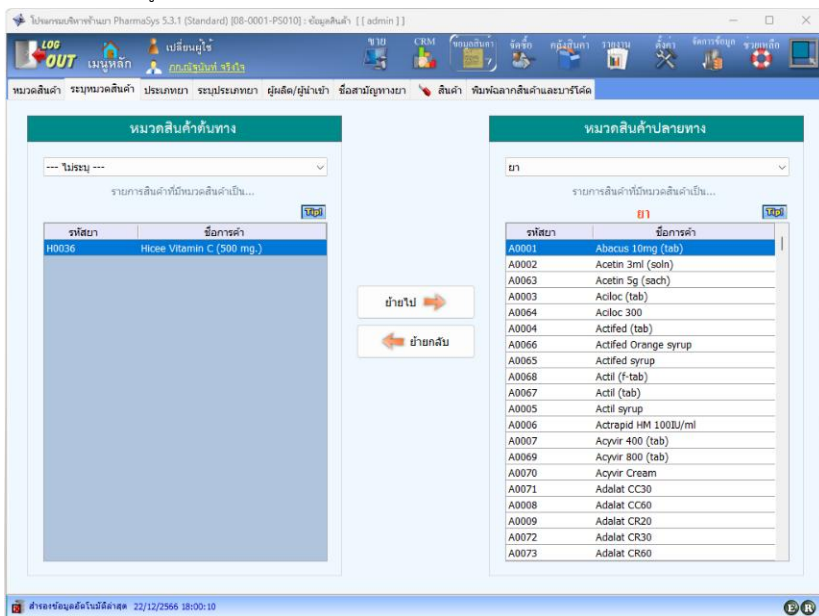 โปรแกรมบริหารร้านยา PharmaSys 5.3.1 (Standard) [08-0001-PS010] : ข้อมูลสินค้า [[ admin ]]
LOG OUT เมนูหลัก เปลี่ยนผู้ใช้ ขาย CRM ข้อมูลสินค้า จัดซื้อ คลังสินค้า รายงาน ตั้งค่า จัดการข้อมูล ช่วยเหลือ
หมวดสินค้า ระบุหมวดสินค้า ประเภทยา ระบุประเภทยา ผู้ผลิต/ผู้นำเข้า ชื่อสามัญทางยา สินค้า พิมพ์ฉลากสินค้าและบาร์โค้ด
หมวดสินค้าต้นทาง
--- ไม่ระบุ ---
รายการสินค้าที่มีหมวดสินค้าเป็น...
Tip!
รหัสยา ชื่อการค้า
H0036 Hicee Vitamin C (500 mg.)
ย้ายไป
ย้ายกลับ
หมวดสินค้าปลายทาง
ยา
รายการสินค้าที่มีหมวดสินค้าเป็น...
ยา Tip!
รหัสยา ชื่อการค้า
A0001 Abacus 10mg (tab)
A0002 Acetin 3ml (soln)
A0063 Acetin 5g (sach)
A0003 Aciloc (tab)
A0064 Aciloc 300
A0004 Actifed (tab)
A0066 Actifed Orange syrup
A0065 Actifed syrup
A0068 Actil (f-tab)
A0067 Actil (tab)
A0005 Actil syrup
A0006 Actrapid HM 100IU/ml
A0007 Acyvir 400 (tab)
A0069 Acyvir 800 (tab)
A0070 Acyvir Cream
A0071 Adalat CC30
A0008 Adalat CC60
A0009 Adalat CR20
A0072 Adalat CR30
A0073 Adalat CR60
สำรองข้อมูลอัตโนมัติล่าสุด 22/12/2566 18:00:10
E R